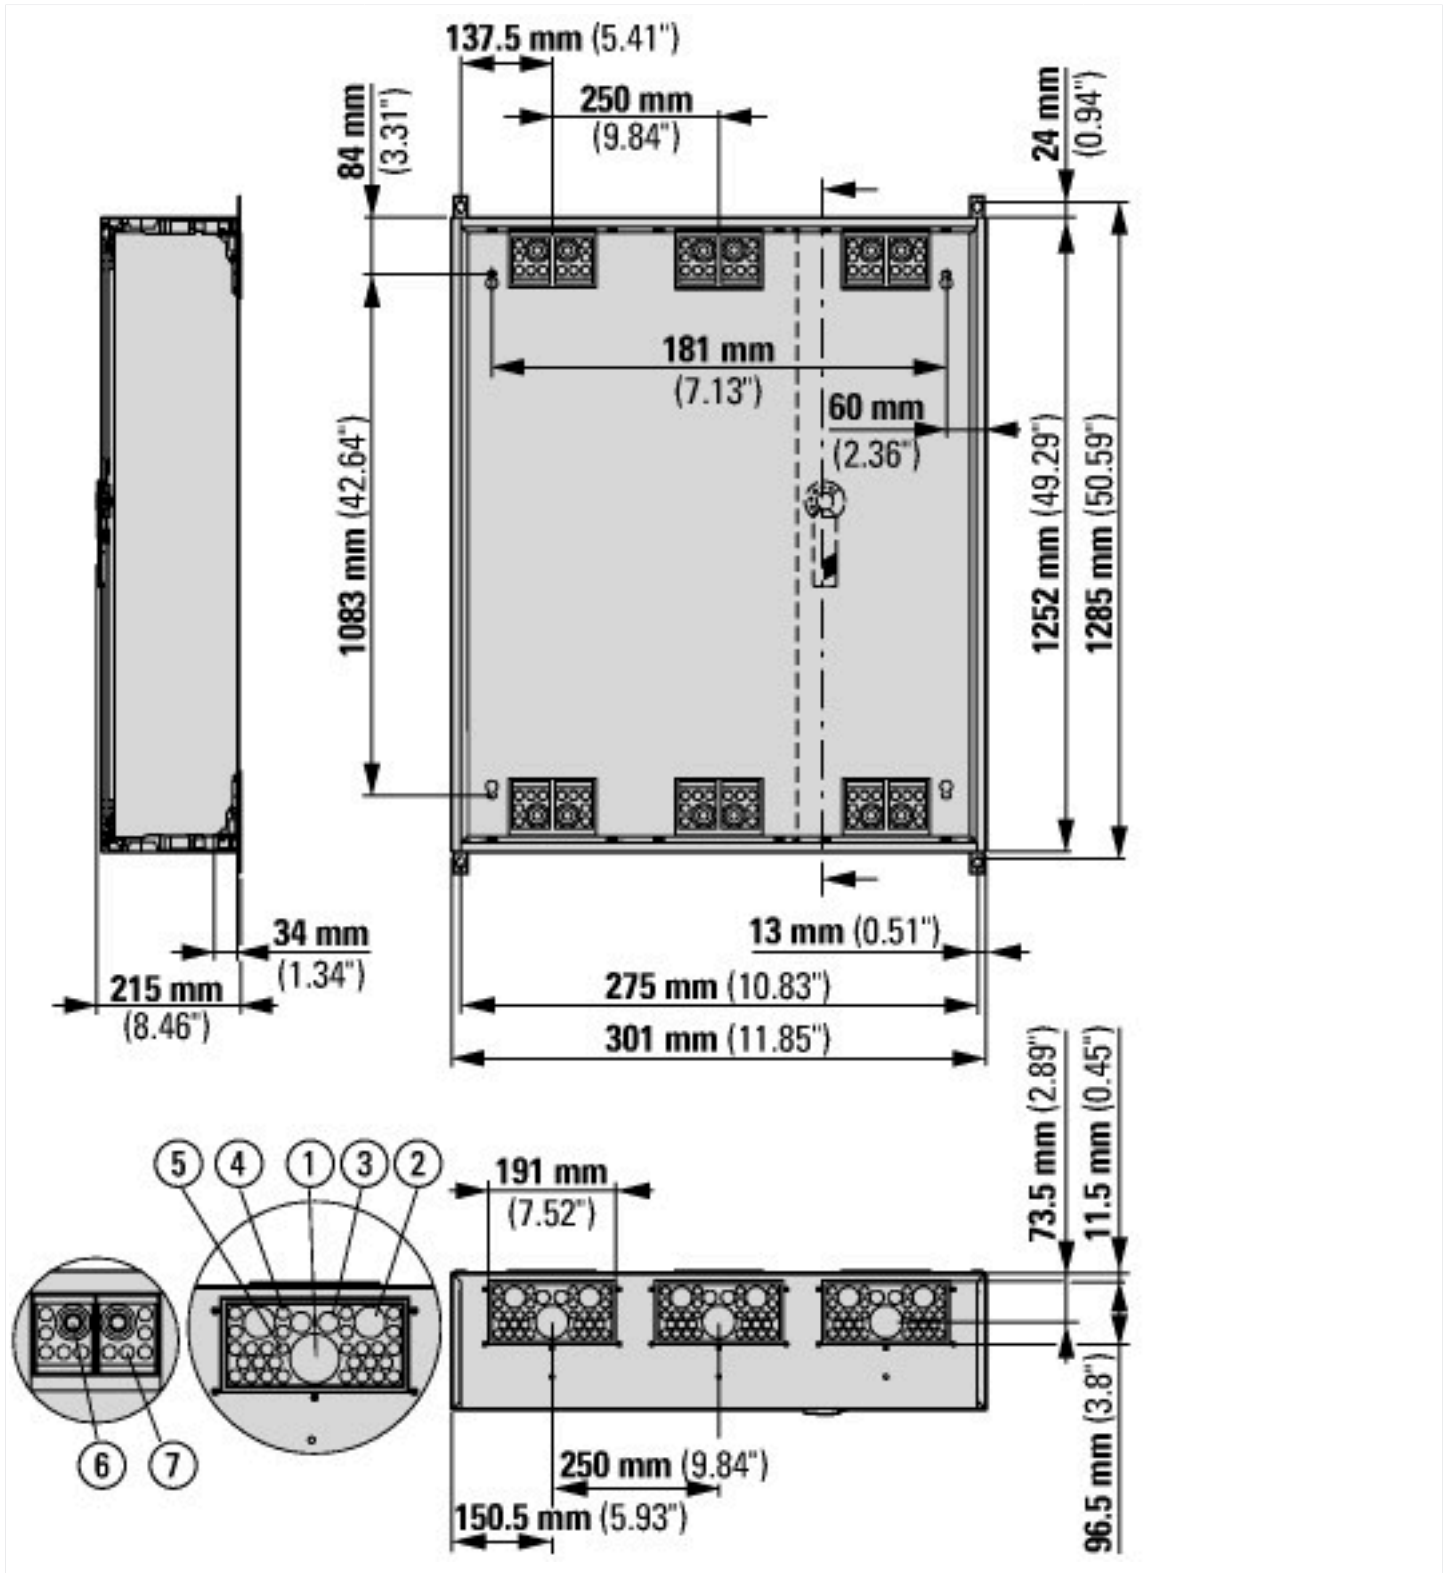 137.5 mm (5.41")
250 mm
(9.84")
84 mm
(3.31")
24 mm
(0.94")
181 mm
(7.13")
60 mm
(2.36")
1083 mm (42.64")
1252 mm (49.29")
1285 mm (50.59")
34 mm
(1.34")
215 mm
(8.46")
13 mm (0.51")
275 mm (10.83")
301 mm (11.85")
73.5 mm (2.89")
11.5 mm (0.45")
5 4 1 3 2
191 mm
(7.52")
6 7
250 mm (9.84")
150.5 mm (5.93")
96.5 mm (3.8")